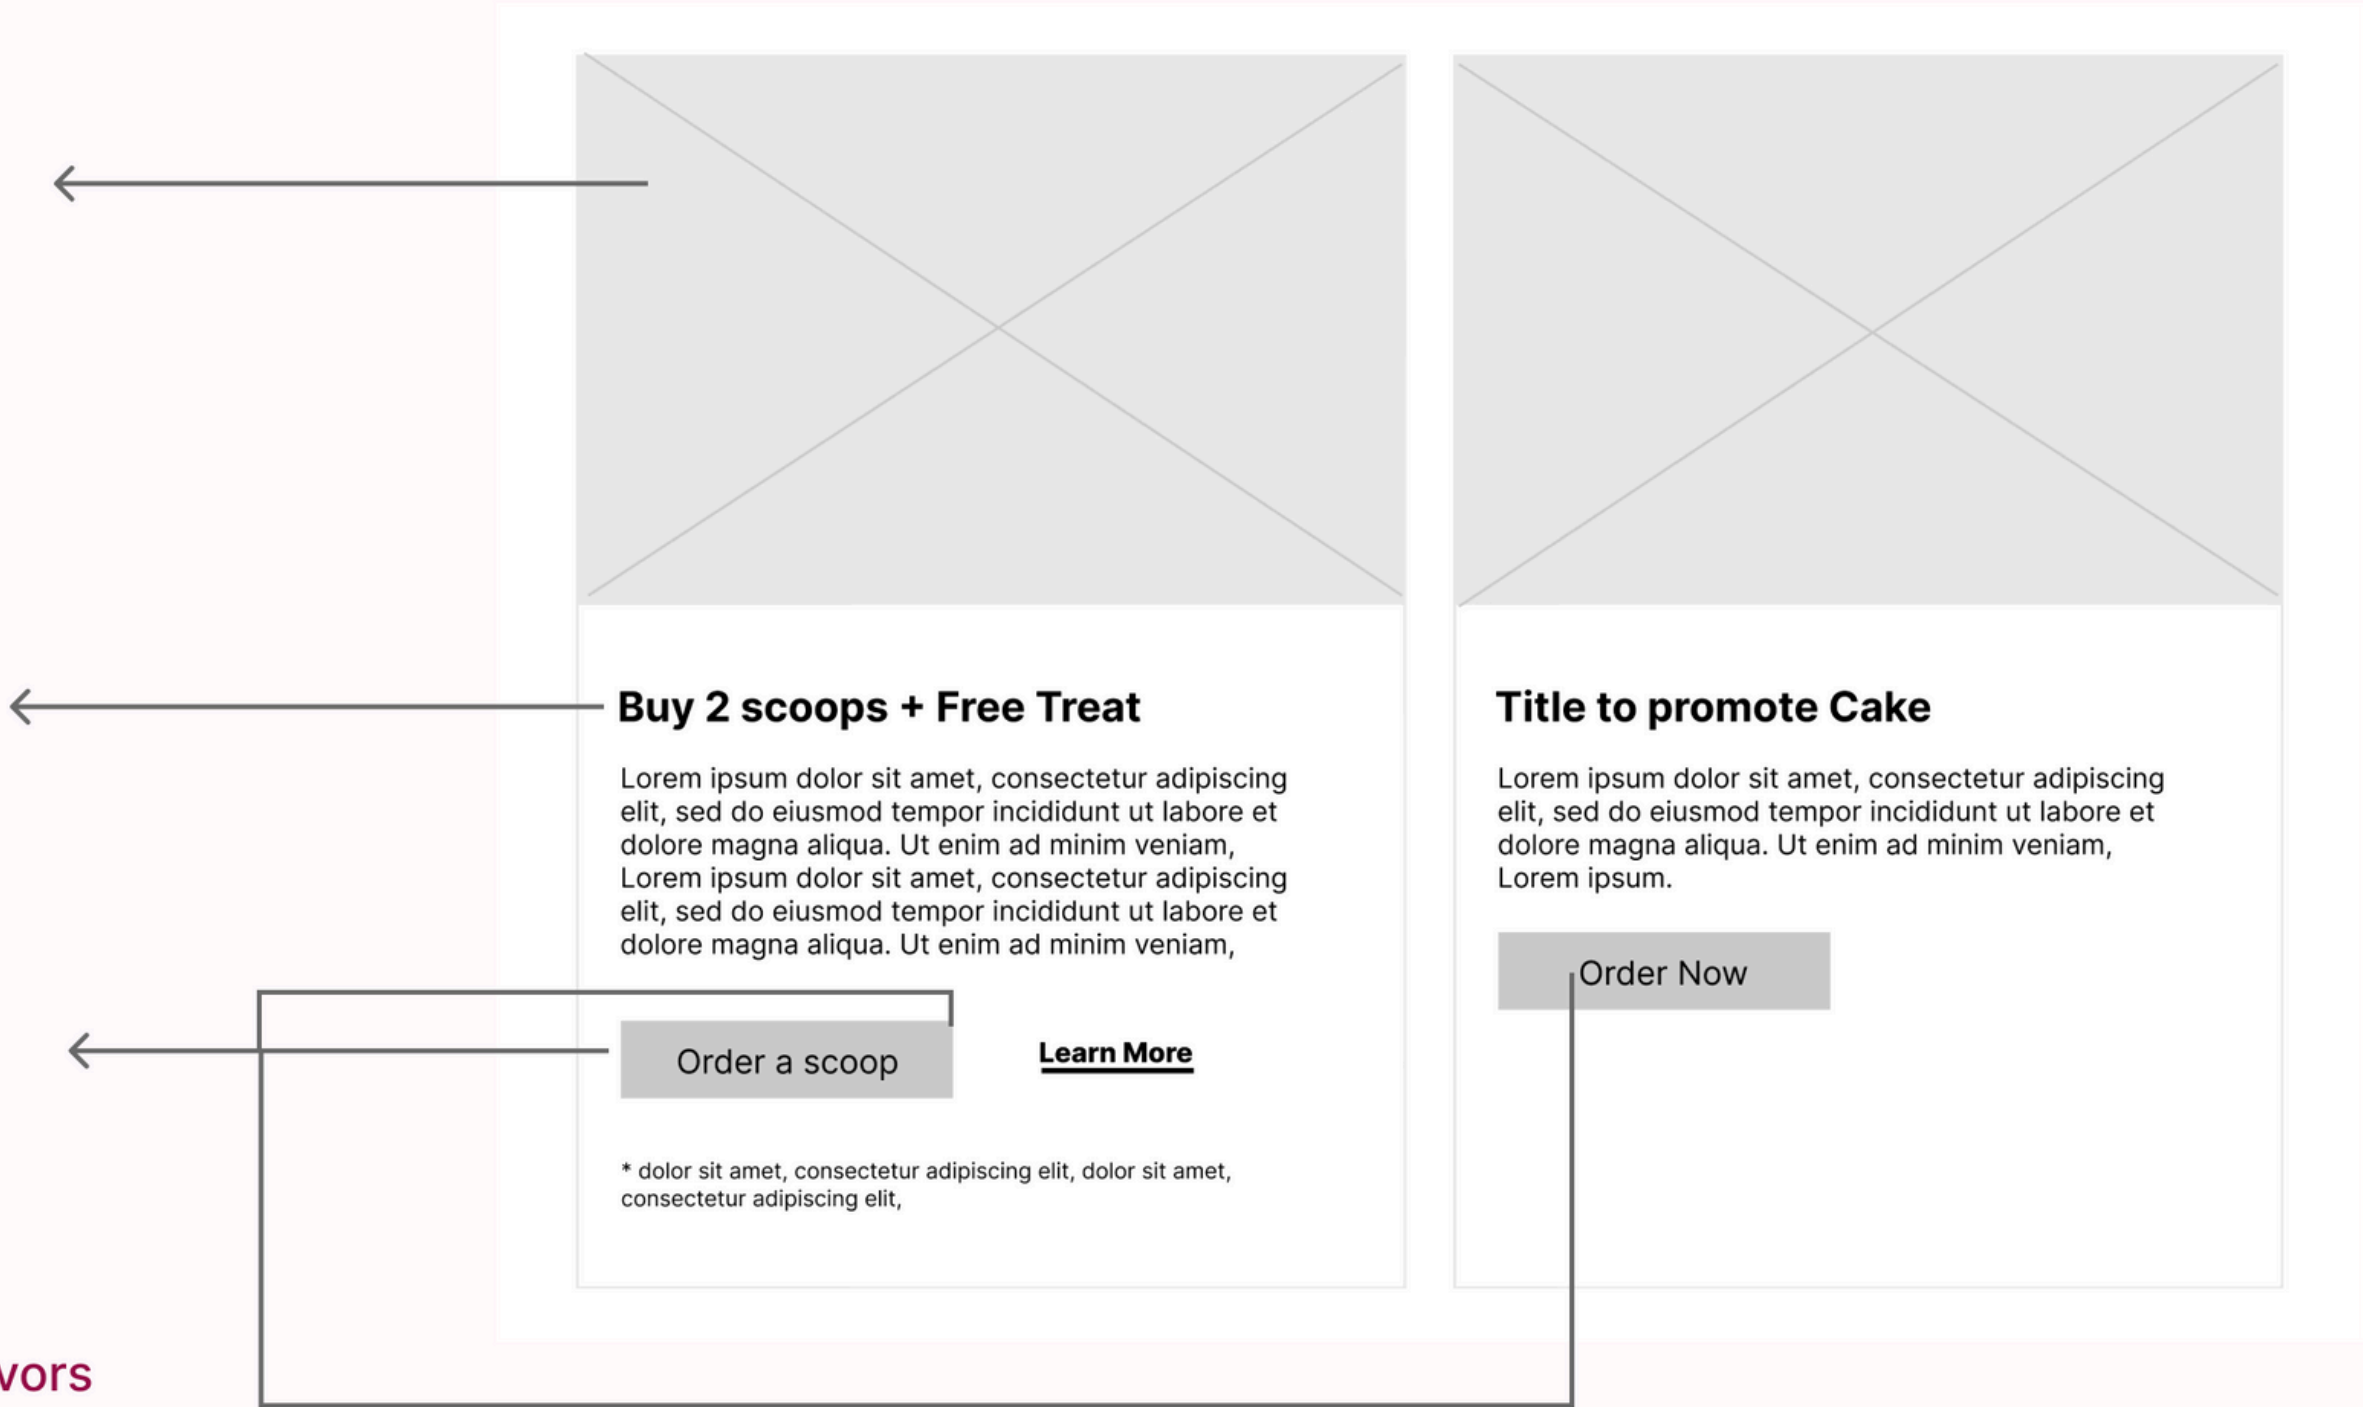 Buy 2 scoops + Free Treat
Lorem ipsum dolor sit amet, consectetur adipiscing
elit, sed do eiusmod tempor incididunt ut labore et
dolore magna aliqua. Ut enim ad minim veniam,
Lorem ipsum dolor sit amet, consectetur adipiscing
elit, sed do eiusmod tempor incididunt ut labore et
dolore magna aliqua. Ut enim ad minim veniam,
Order a scoop
Learn More
* dolor sit amet, consectetur adipiscing elit, dolor sit amet,
consectetur adipiscing elit,
Title to promote Cake
Lorem ipsum dolor sit amet, consectetur adipiscing
elit, sed do eiusmod tempor incididunt ut labore et
dolore magna aliqua. Ut enim ad minim veniam,
Lorem ipsum.
Order Now